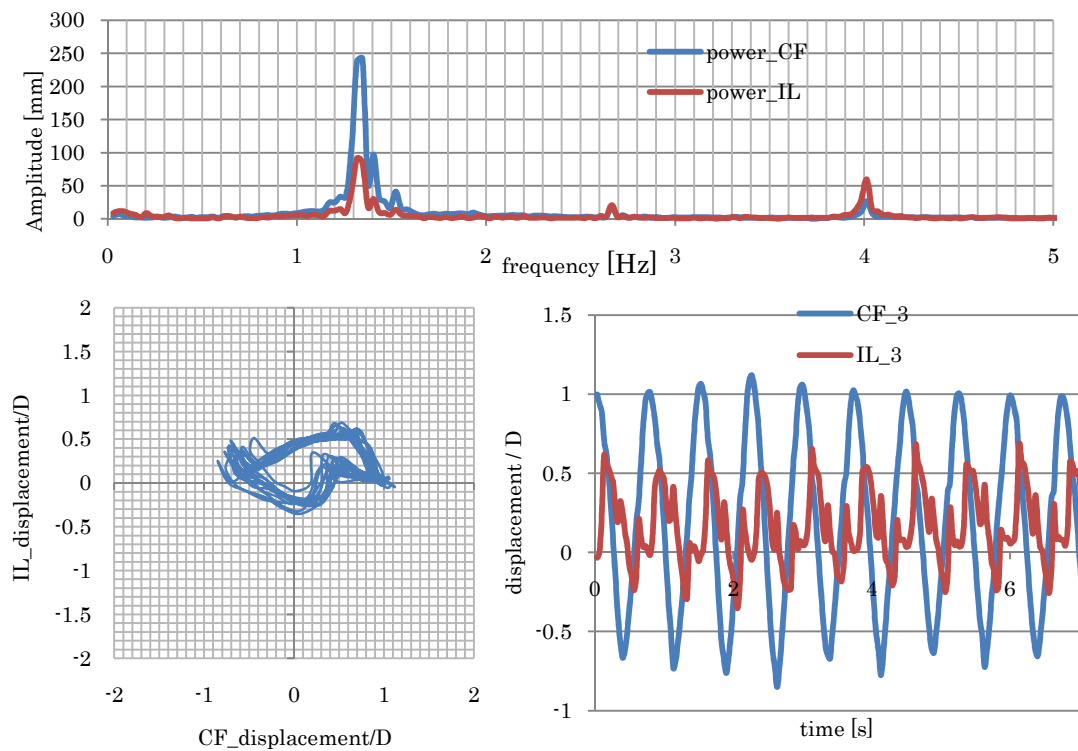 300
250
200
150
100
50
0
Amplitude [mm]
power_CF
power_IL
0 1 2 3 4 5
frequency [Hz]
2
1.5
1
0.5
0
-0.5
-1
-1.5
-2
IL_displacement/D
-2 -1 0 1 2
CF_displacement/D
1.5
1
0.5
0
-0.5
-1
displacement / D
CF_3
IL_3
0 2 4 6
time [s]